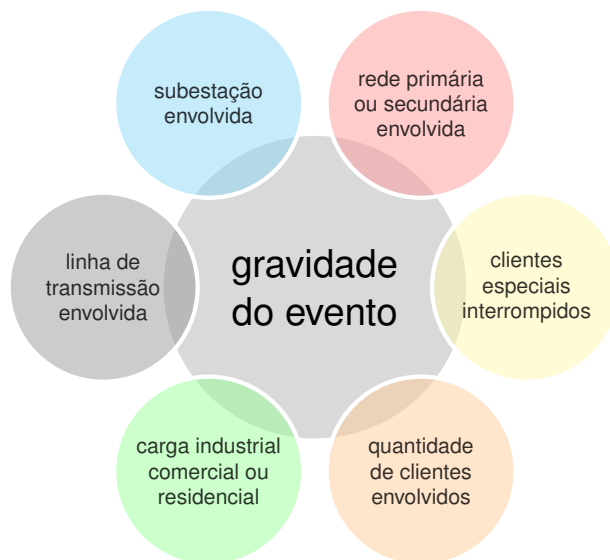 subestação
envolvida
rede primária
ou secundária
envolvida
linha de
transmissão
envolvida
gravidade
do evento
clientes
especiais
interrompidos
carga industrial
comercial ou
residencial
quantidade
de clientes
envolvidos